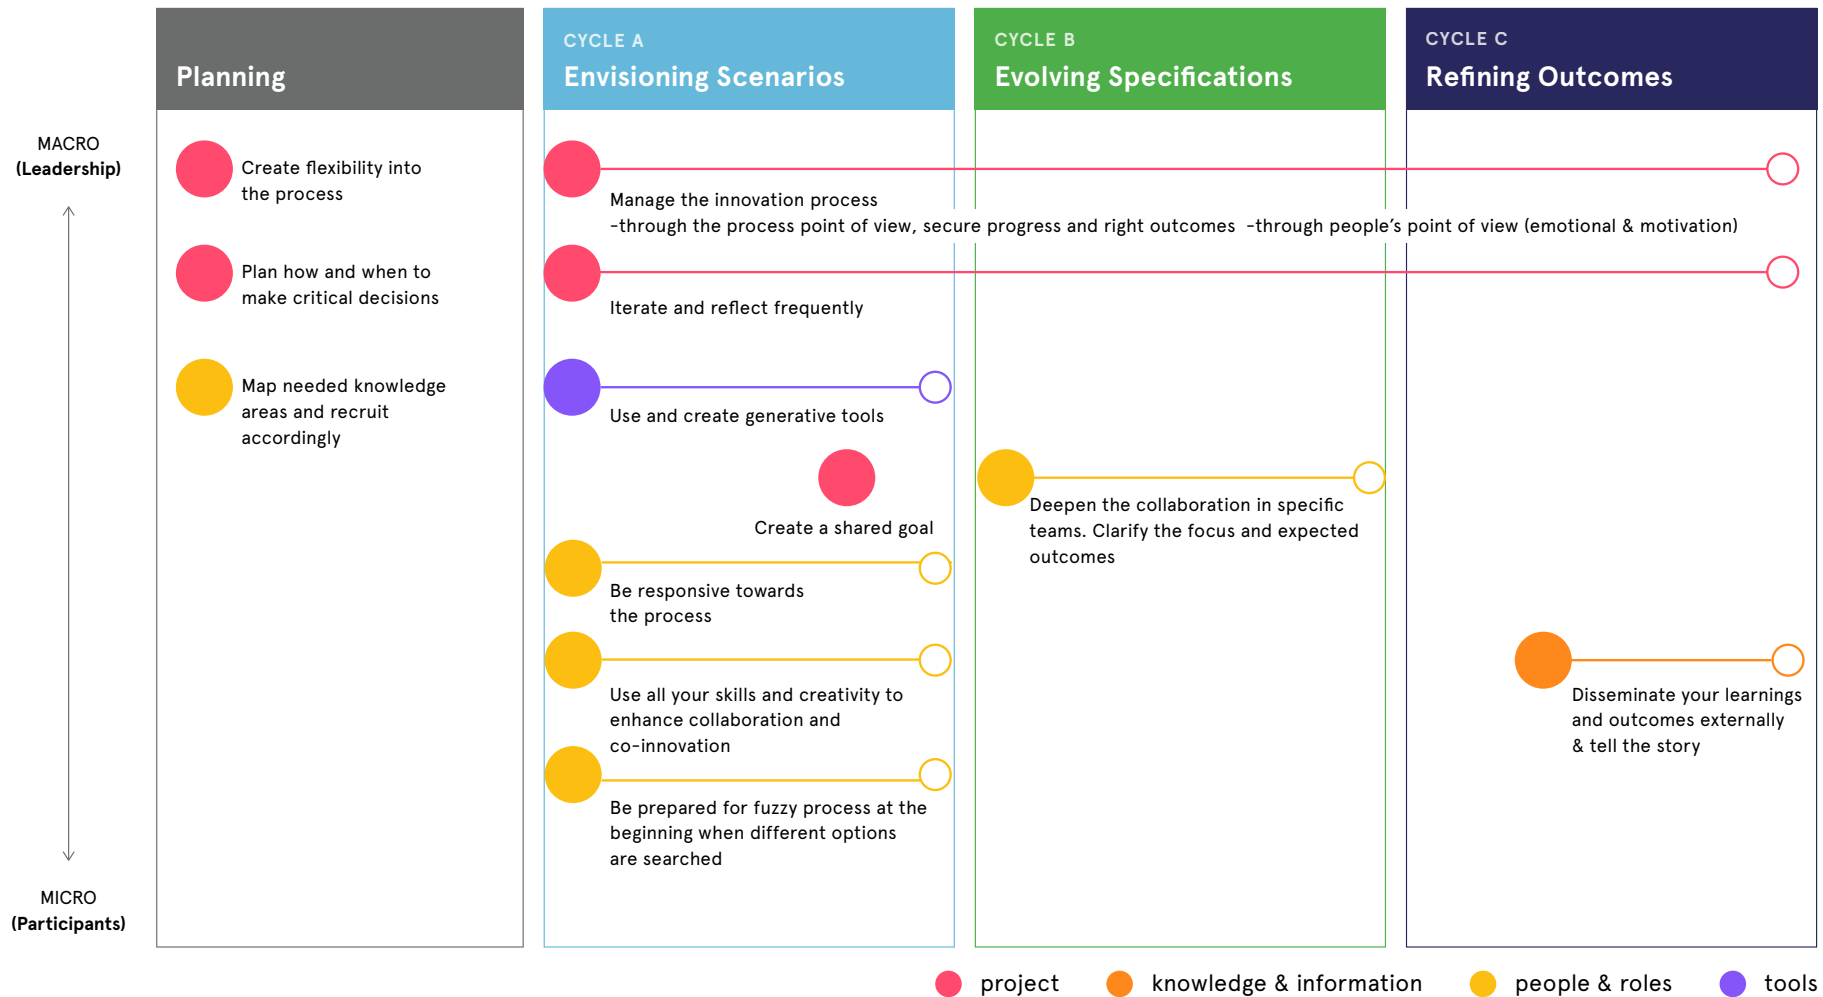 Planning
CYCLE A
Envisioning Scenarios
CYCLE B
Evolving Specifications
CYCLE C
Refining Outcomes
MACRO
(Leadership)
MICRO
(Participants)
Create flexibility into
the process
Plan how and when to
make critical decisions
Map needed knowledge
areas and recruit
accordingly
Manage the innovation process
-through the process point of view, secure progress and right outcomes -through people's point of view (emotional & motivation)
Iterate and reflect frequently
Use and create generative tools
Create a shared goal
Be responsive towards
the process
Use all your skills and creativity to
enhance collaboration and
co-innovation
Be prepared for fuzzy process at the
beginning when different options
are searched
Deepen the collaboration in specific
teams. Clarify the focus and expected
outcomes
Disseminate your learnings
and outcomes externally
& tell the story
project
knowledge & information
people & roles
tools